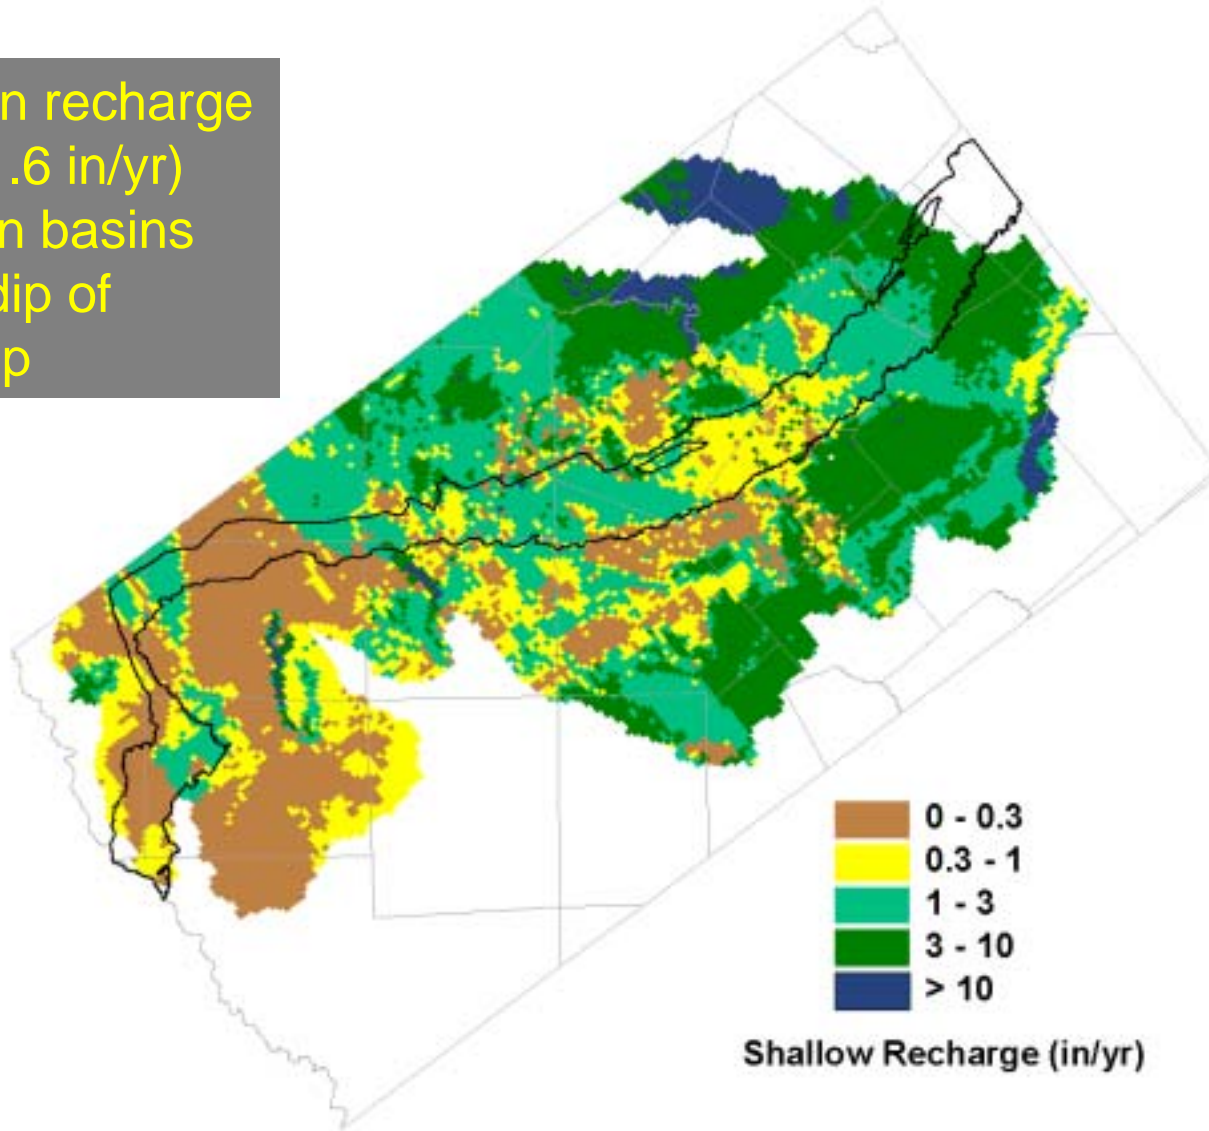 recharge
.6 in/yr)
basins
of
0 - 0.3
0.3 - 1
1 - 3
3 - 10
> 10
Shallow Recharge (in/yr)